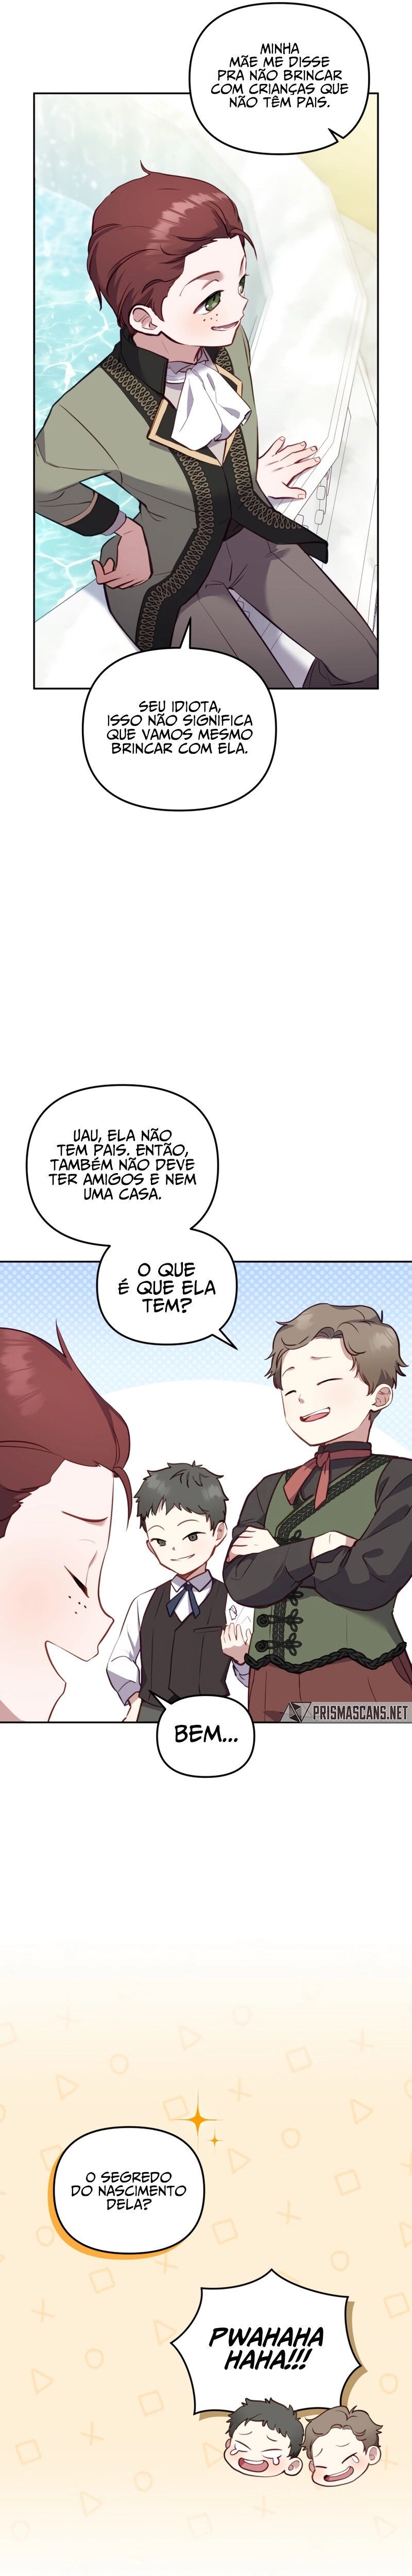 MINHA
MÃE ME DISSE
PRA NÃO BRINCAR
COM CRIANÇAS QUE
NÃO TÊM PAIS.
SEU IDIOTA,
ISSO NÃO SIGNIFICA
QUE VAMOS MESMO
BRINCAR COM ELA.
UAU, ELA NÃO
TEM PAIS. ENTÃO,
TAMBÉM NÃO DEVE
TER AMIGOS E NEM
UMA CASA.
O QUE
É QUE ELA
TEM?
PRISMASCANS.NET
BEM...
O SEGREDO
DO NASCIMENTO
DELA?
PWAHAHA
HAHA!!!